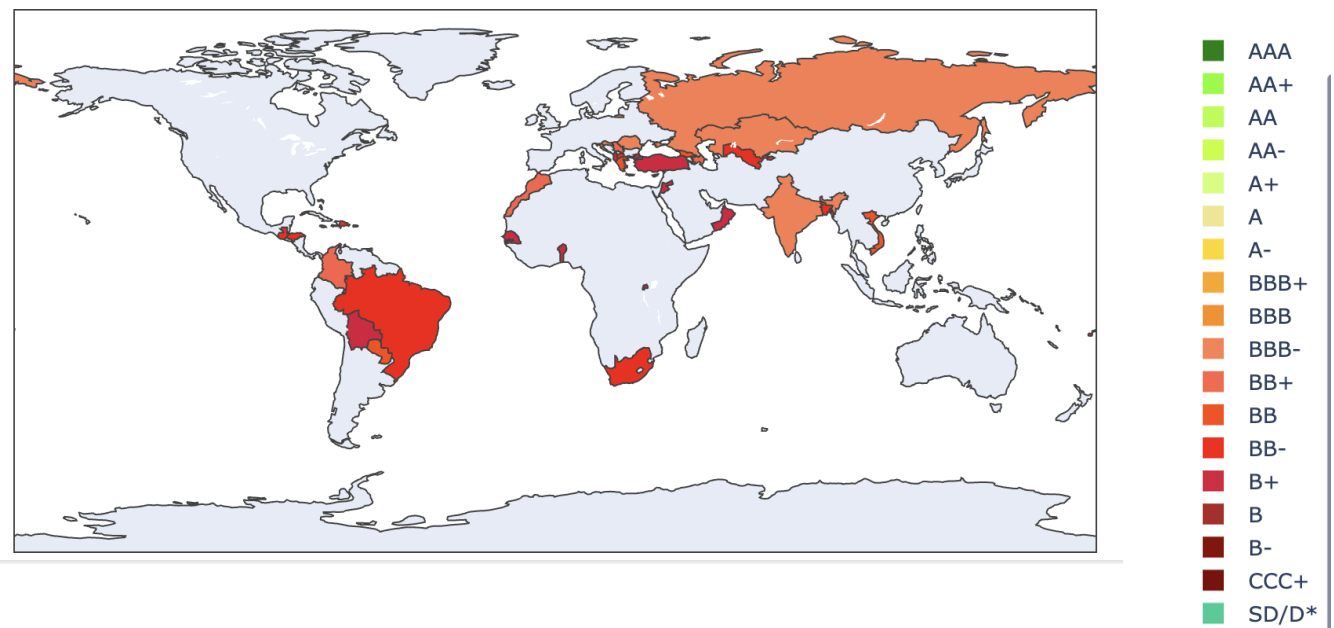 AAA
AA+
AA
AA-
A+
A
A-
BBB+
BBB
BBB-
BB+
BB
BB-
B+
B
B-
CCC+
SD/D*